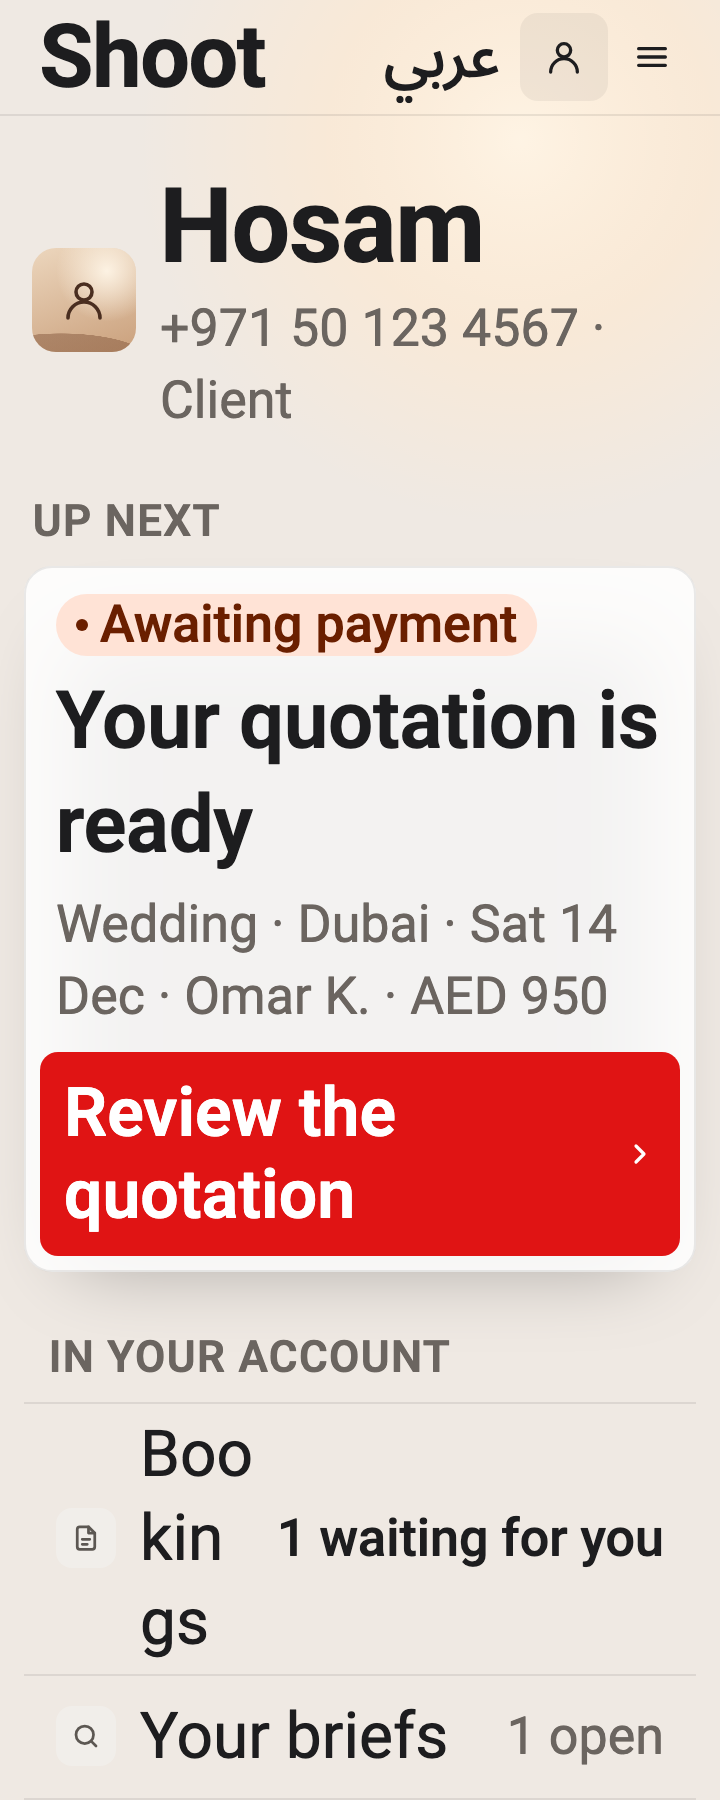 Shoot
عربي
Hosam
+971 50 123 4567 ·
Client
UP NEXT
• Awaiting payment
Your quotation is
ready
Wedding · Dubai · Sat 14
Dec · Omar K. · AED 950
Review the
quotation
IN YOUR ACCOUNT
Boo
kin
gs
1 waiting for you
Your briefs
1 open